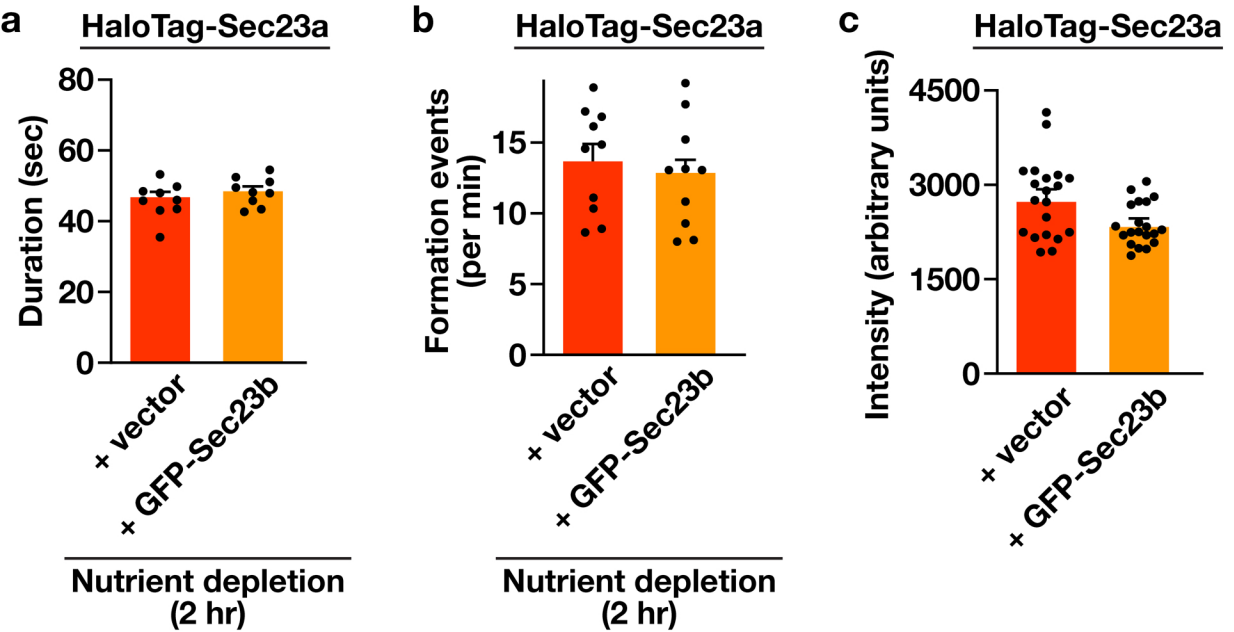 a
HaloTag-Sec23a
Duration (sec)
80
60
40
20
0
+ vector
+ GFP-Sec23b
Nutrient depletion
(2 hr)
b
HaloTag-Sec23a
Formation events
(per min)
15
10
5
0
+ vector
+ GFP-Sec23b
Nutrient depletion
(2 hr)
c
HaloTag-Sec23a
Intensity (arbitrary units)
4500
3000
1500
0
+ vector
+ GFP-Sec23b